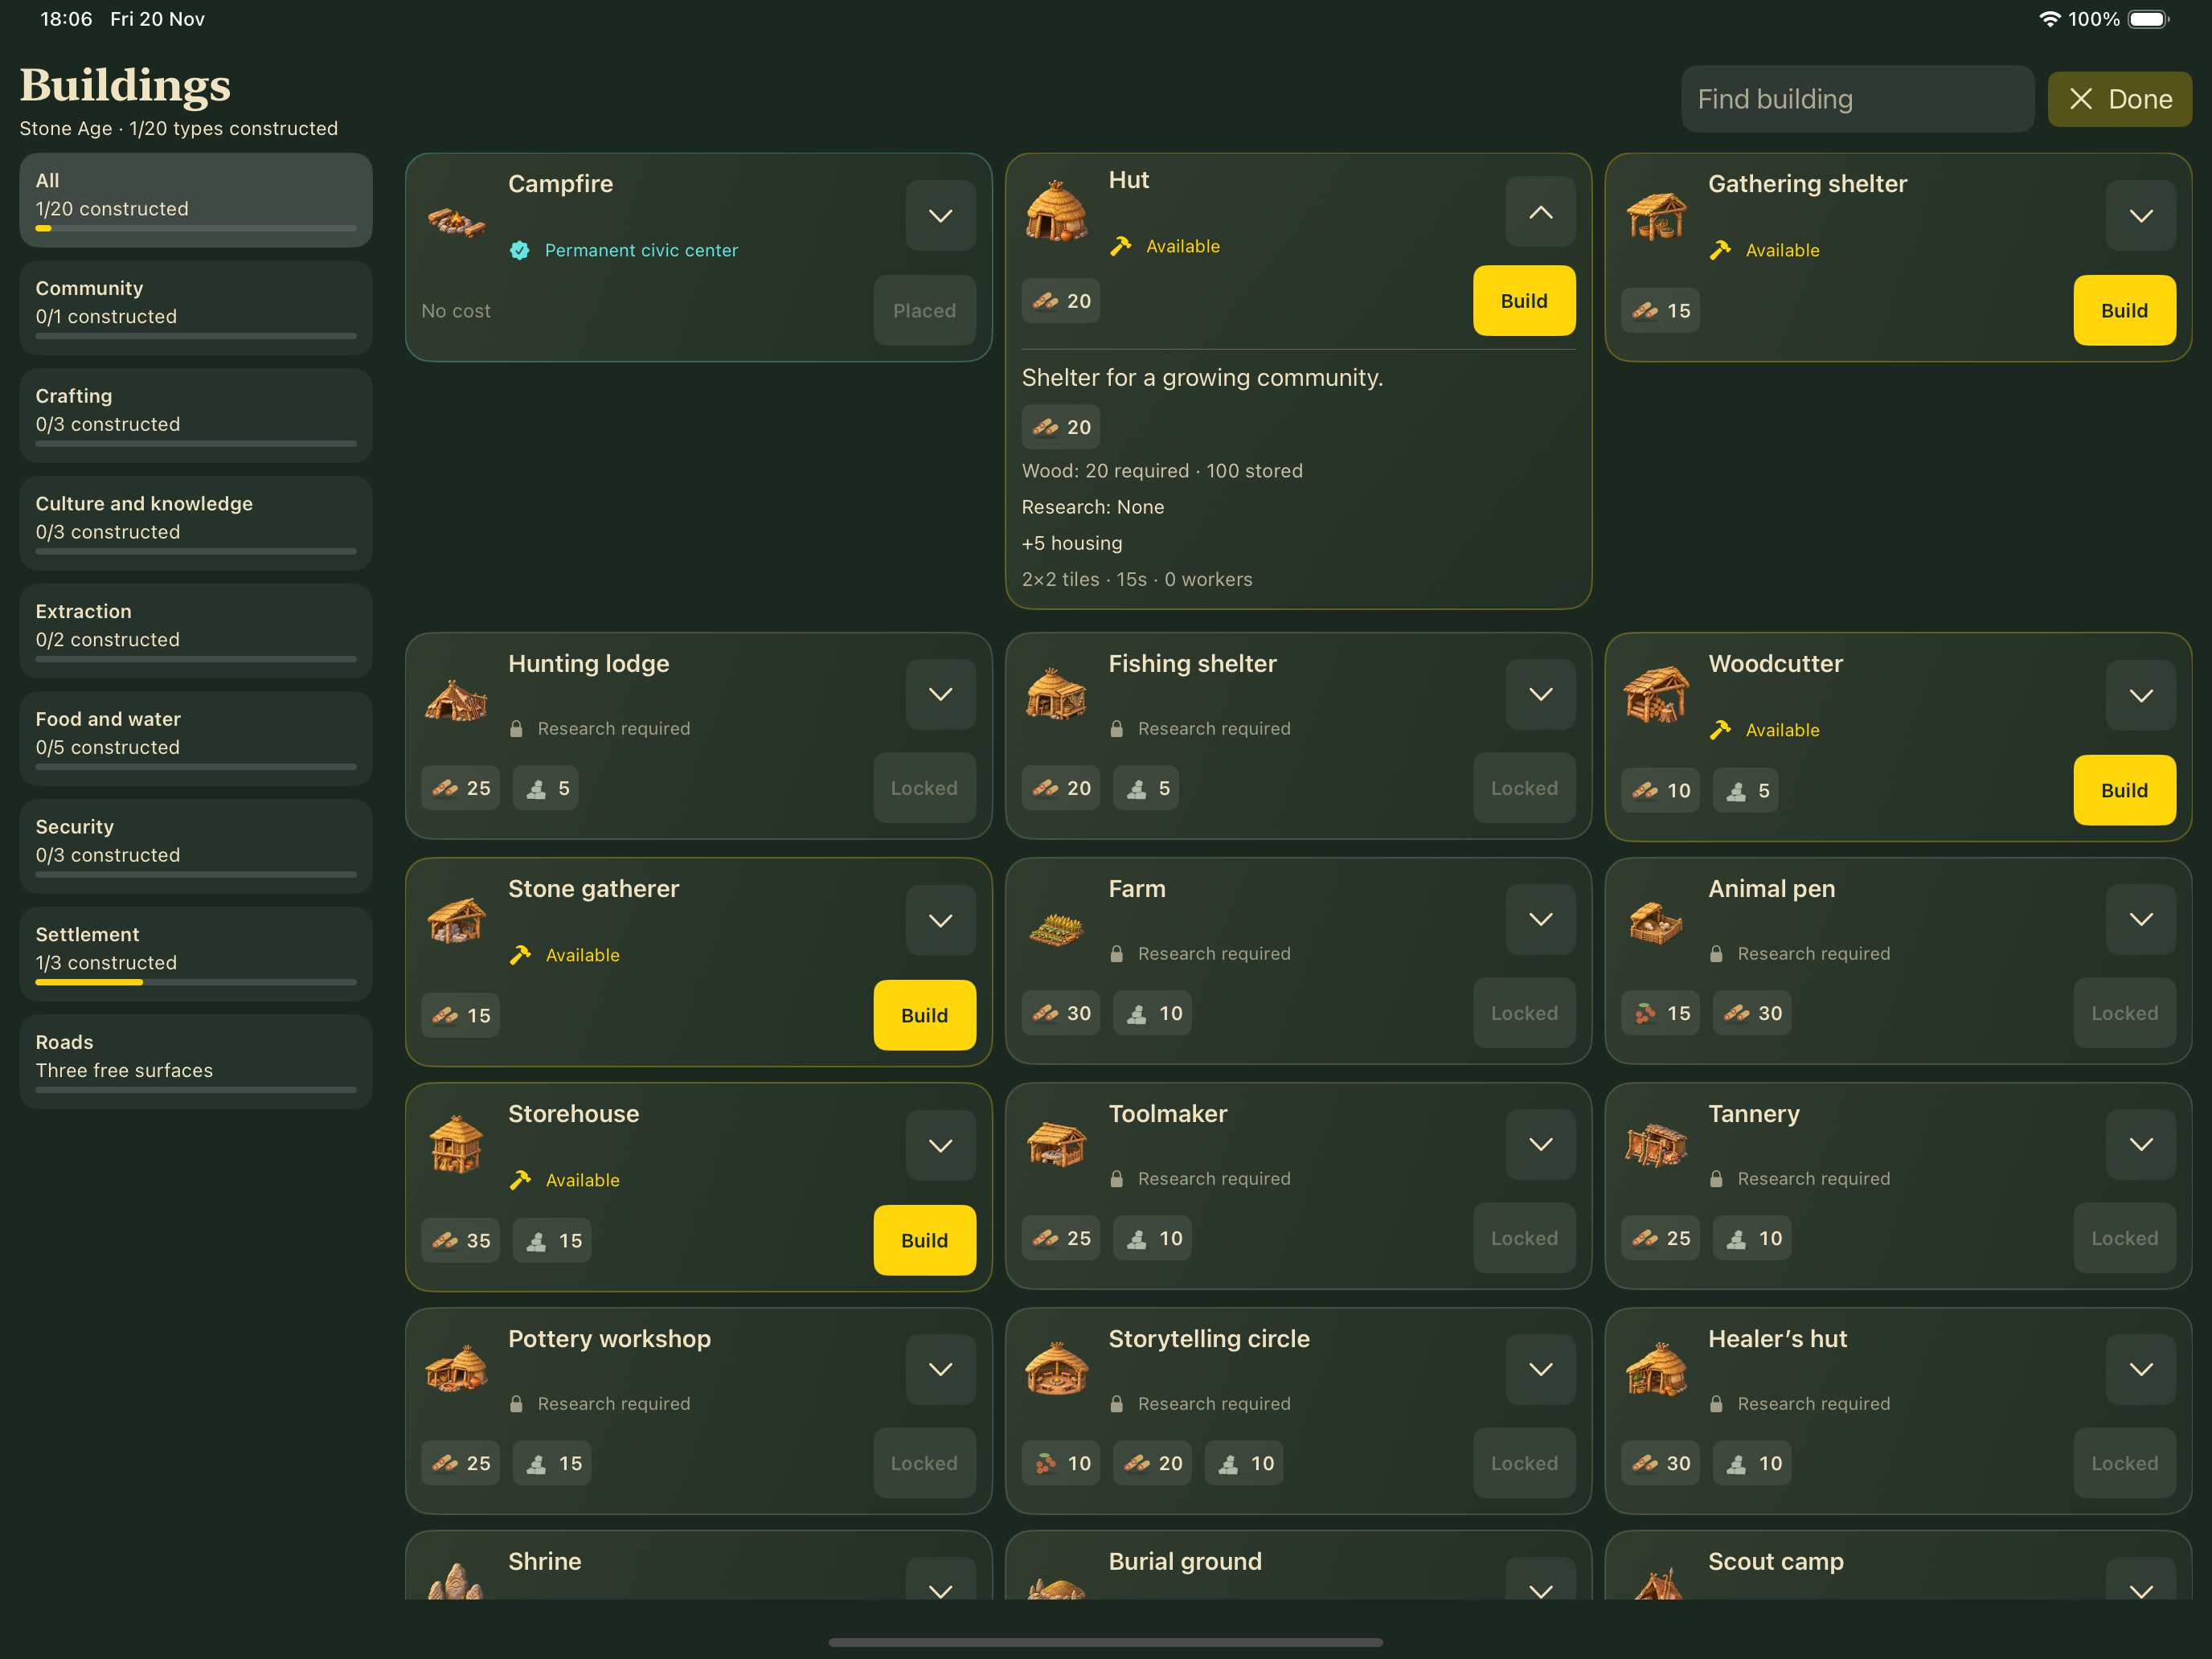 18:06 Fri 20 Nov
100%
Buildings
Stone Age · 1/20 types constructed
Find building
Done
All
1/20 constructed
Community
0/1 constructed
Crafting
0/3 constructed
Culture and knowledge
0/3 constructed
Extraction
0/2 constructed
Food and water
0/5 constructed
Security
0/3 constructed
Settlement
1/3 constructed
Roads
Three free surfaces
Campfire
Permanent civic center
No cost
Placed
Hut
Available
20
Build
Shelter for a growing community.
20
Wood: 20 required · 100 stored
Research: None
+5 housing
2×2 tiles · 15s · 0 workers
Gathering shelter
Available
15
Build
Hunting lodge
Research required
25 5
Locked
Fishing shelter
Research required
20 5
Locked
Woodcutter
Available
10 5
Build
Stone gatherer
Available
15
Build
Farm
Research required
30 10
Locked
Animal pen
Research required
15 30
Locked
Storehouse
Available
35 15
Build
Toolmaker
Research required
25 10
Locked
Tannery
Research required
25 10
Locked
Pottery workshop
Research required
25 15
Locked
Storytelling circle
Research required
10 20 10
Locked
Healer’s hut
Research required
30 10
Locked
Shrine
Burial ground
Scout camp